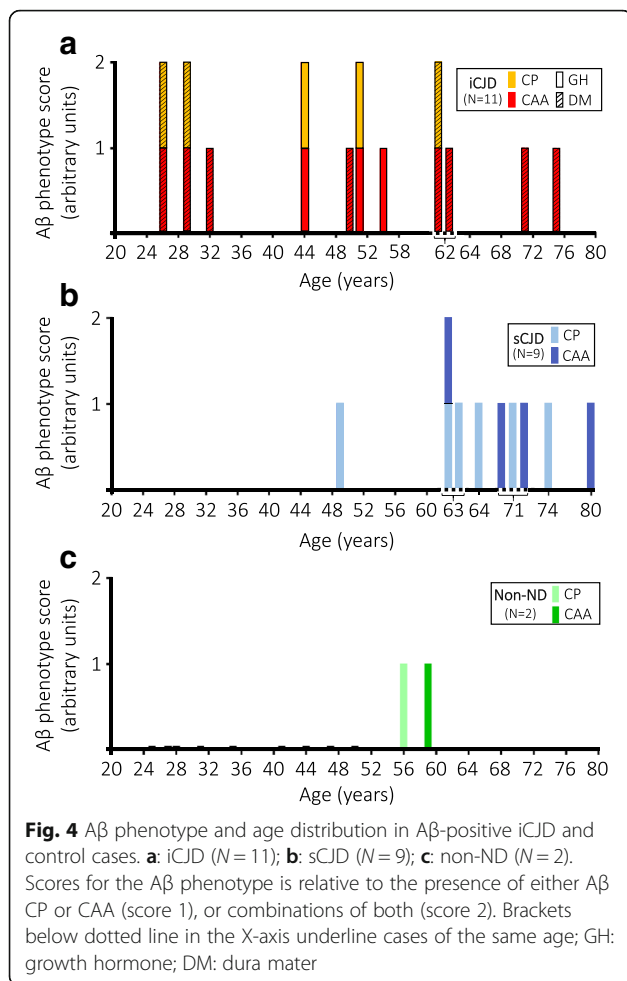 a
Aβ phenotype score
(arbitrary units)
2
1
iCJD
(N=11)
CP
CAA
GH
DM
20 26 28 32 44 50 52 56 58 62 64 70 72 76 80
Age (years)
b
Aβ phenotype score
(arbitrary units)
2
1
sCJD
(N=9)
CP
CAA
20 24 28 32 36 40 44 48 52 56 60 63 64 71 74 80
Age (years)
c
Aβ phenotype score
(arbitrary units)
2
1
Non-ND
(N=2)
CP
CAA
20 24 28 32 36 40 44 48 52 56 60 64 68 72 76 80
Age (years)
Fig. 4 Aβ phenotype and age distribution in Aβ-positive iCJD and
control cases. a: iCJD (N = 11); b: sCJD (N = 9); c: non-ND (N = 2).
Scores for the Aβ phenotype is relative to the presence of either Aβ
CP or CAA (score 1), or combinations of both (score 2). Brackets
below dotted line in the X-axis underline cases of the same age; GH:
growth hormone; DM: dura mater